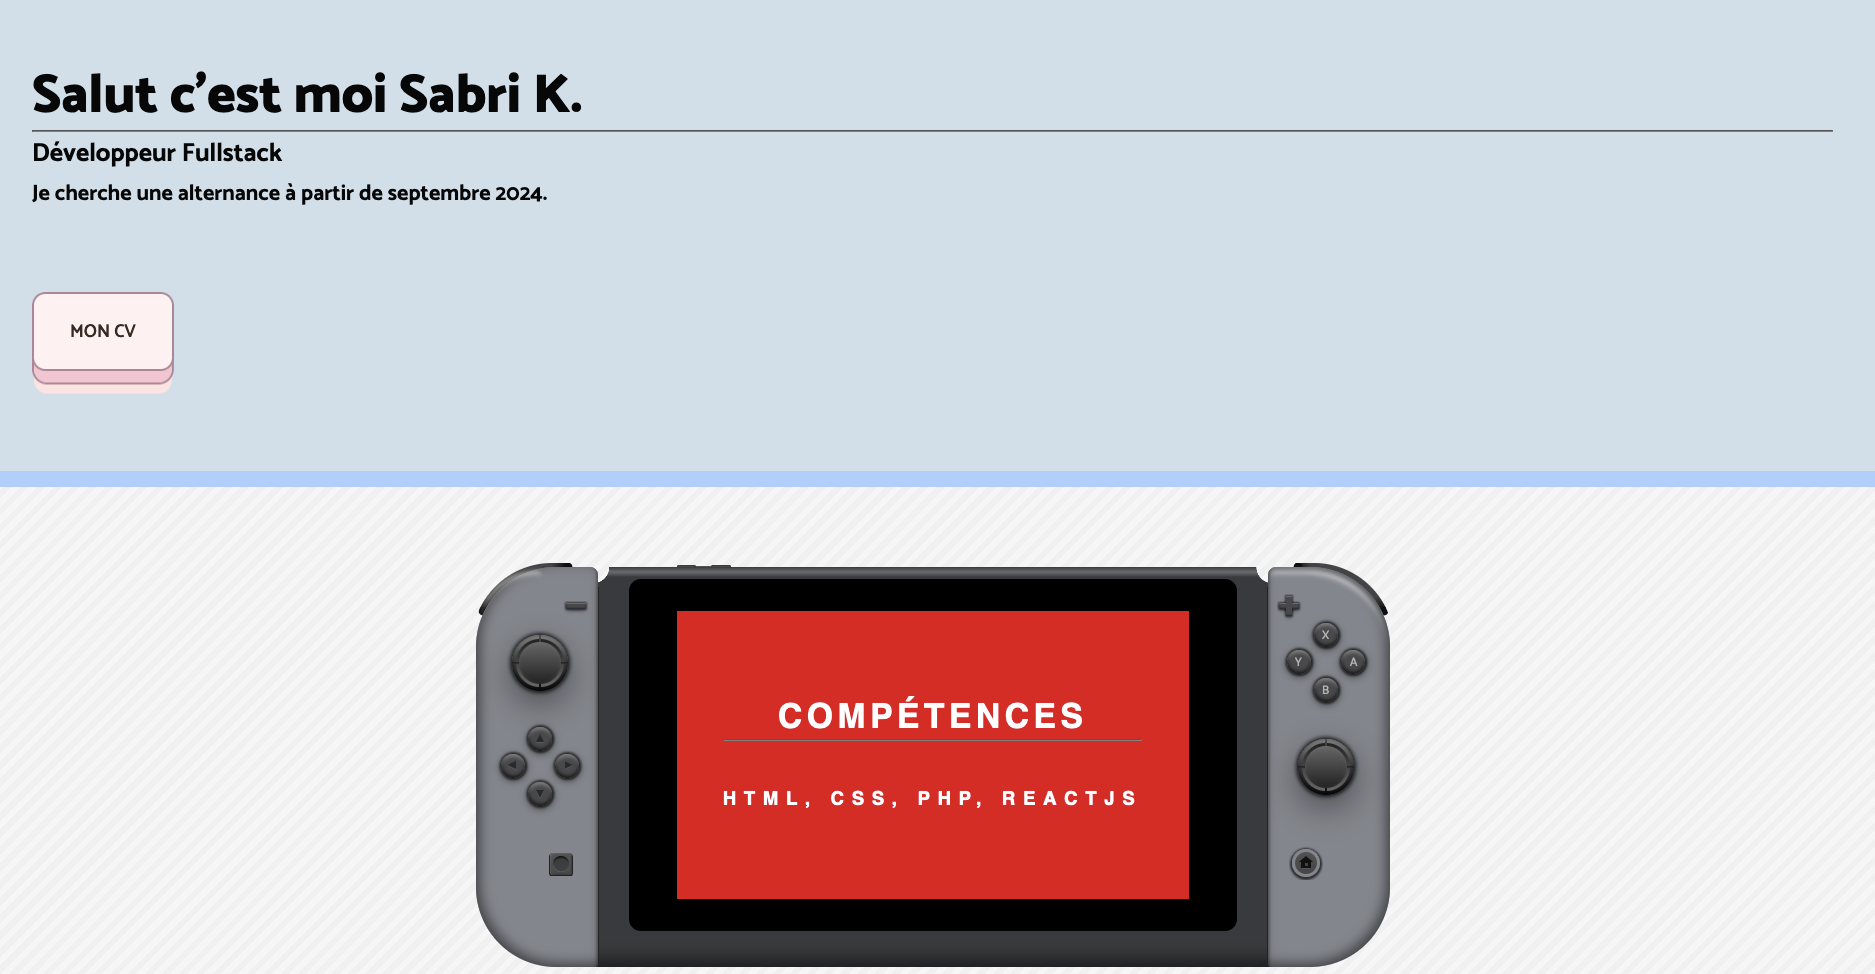 Salut c'est moi Sabri K.
Développeur Fullstack
Je cherche une alternance à partir de septembre 2024.
MON CV
X
Y A
B
COMPÉTENCES
HTML, CSS, PHP, REACTJS